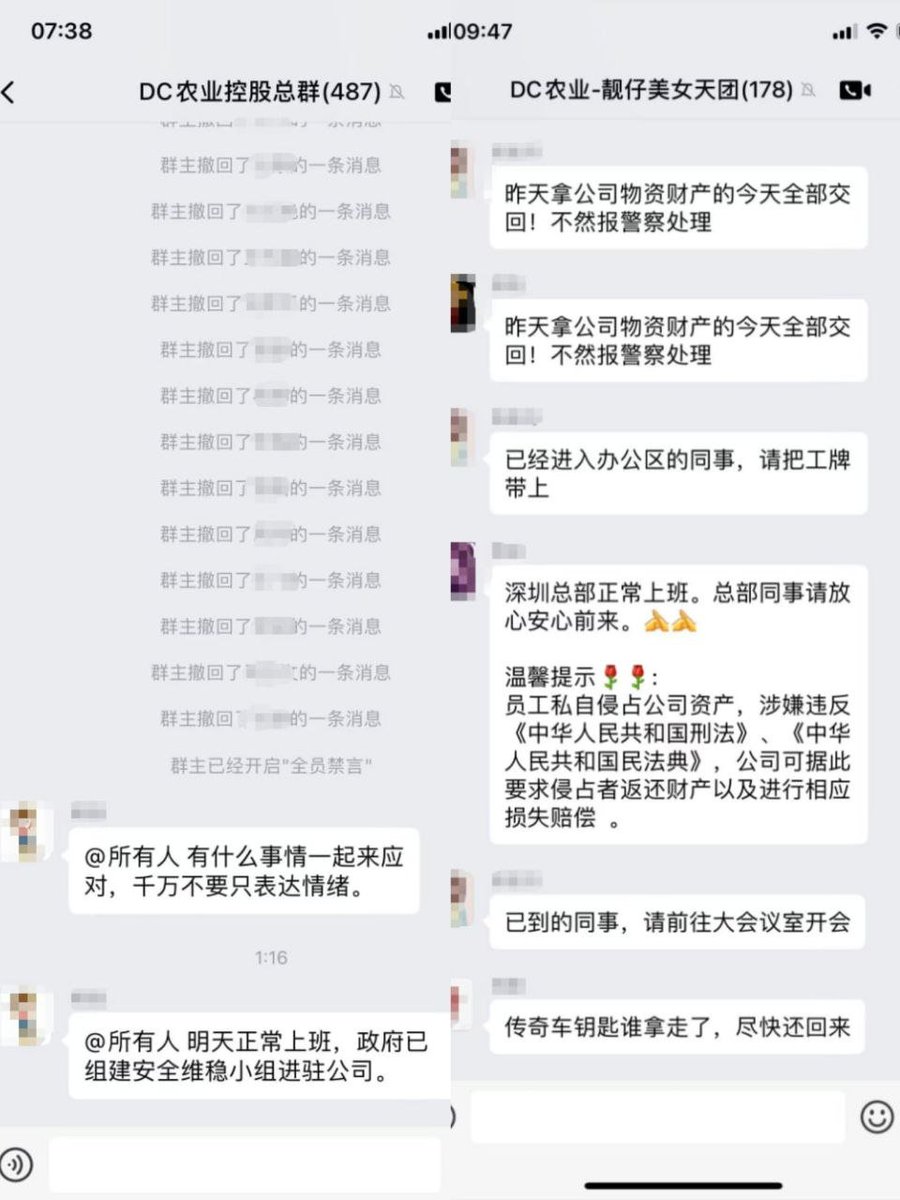 07:38
DC农业控股总群(487)
群主撤回了
的一条消息
群主撤回了
的一条消息
群主撤回了
的一条消息
群主撤回了
的一条消息
群主撤回了
的一条消息
群主撤回了
的一条消息
群主撤回了
的一条消息
群主撤回了
的一条消息
群主撤回了
的一条消息
群主撤回了
的一条消息
群主撤回了
的一条消息
群主撤回了
的一条消息
群主撤回了
的一条消息
群主撤回
的一条消息
群主已经开启"全员禁言"
@所有人 有什么事情一起来应
对，千万不要只表达情绪。
1:16
@所有人 明天正常上班，政府已
组建安全维稳小组进驻公司。
09:47
DC农业-靓仔美女天团(178)
昨天拿公司物资财产的今天全部交
回！不然报警察处理
昨天拿公司物资财产的今天全部交
回！不然报警察处理
已经进入办公区的同事，请把工牌
带上
深圳总部正常上班。总部同事请放
心安心前来。🍌🍌
温馨提示🌹🌹：
员工私自侵占公司资产，涉嫌违反
《中华人民共和国刑法》、《中华
人民共和国民法典》，公司可据此
要求侵占者返还财产以及进行相应
损失赔偿 。
已到的同事，请前往大会议室开会
传奇车钥匙谁拿走了，尽快还回来